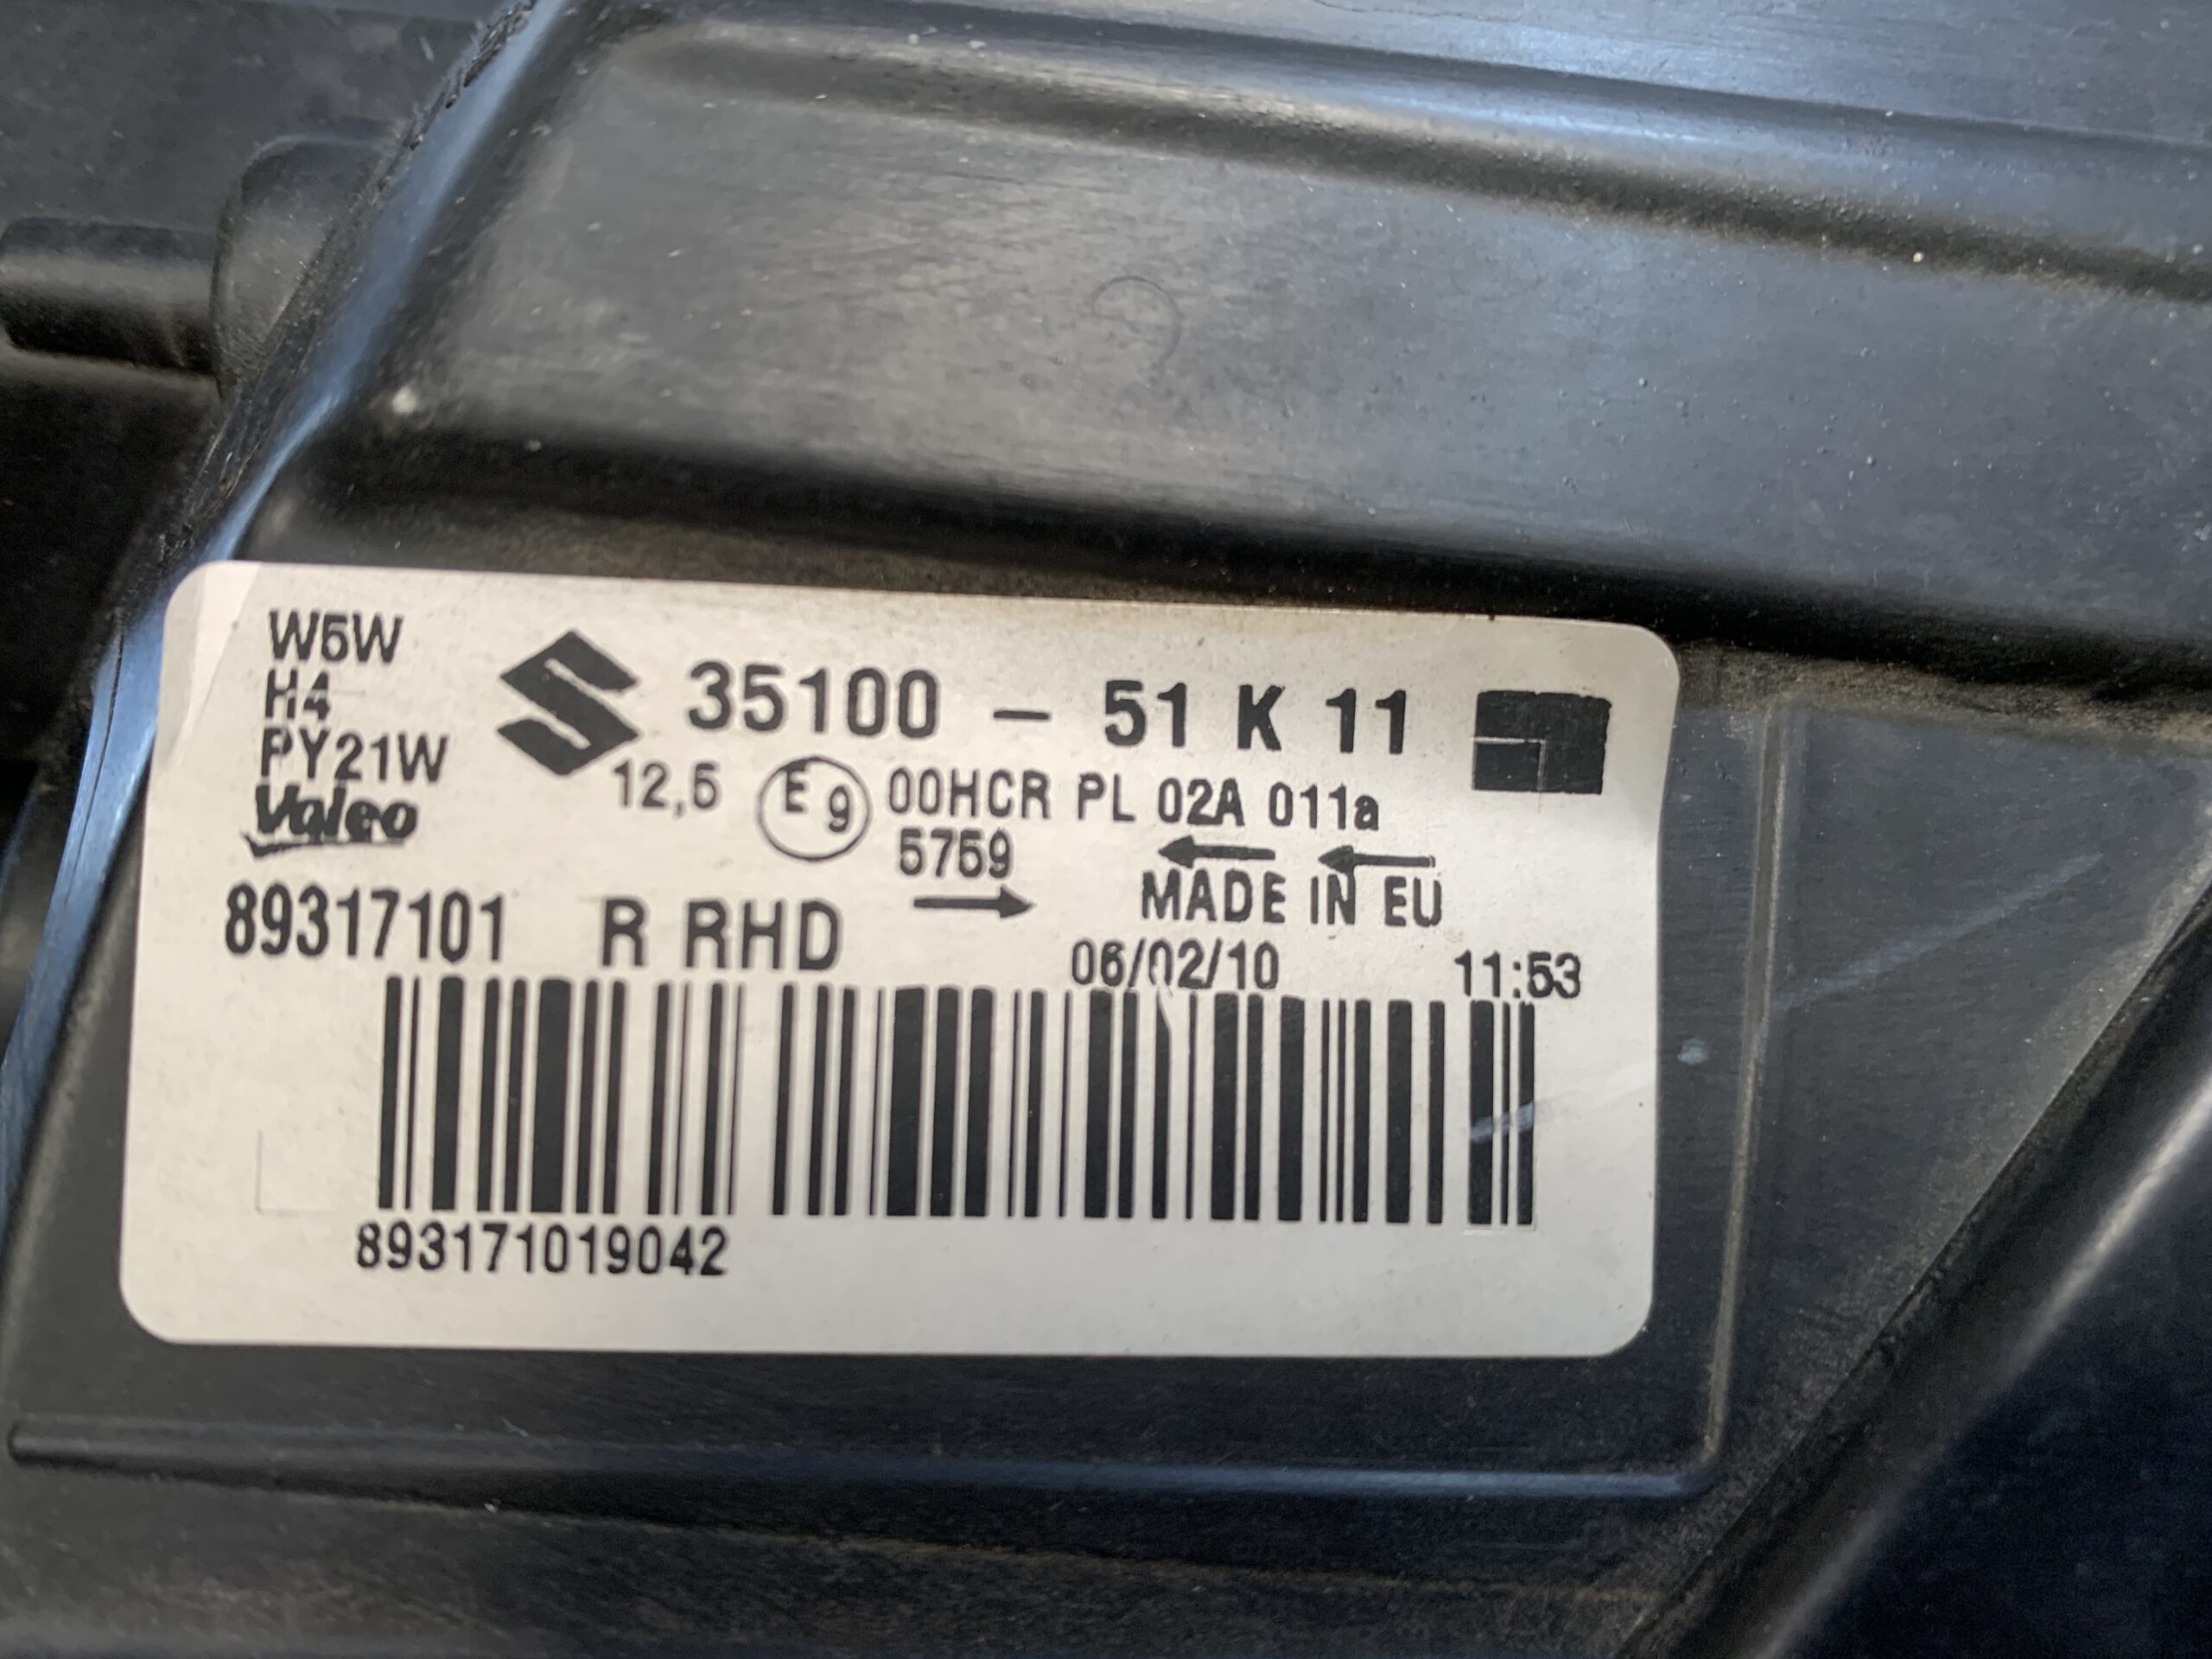 W5W
H4
PY21W
Valeo
35100 - 51 K 11
12,5 E9 00HCR PL 02A 011a
5759
MADE IN EU
89317101 R RHD
06/02/10 11:53
893171019042